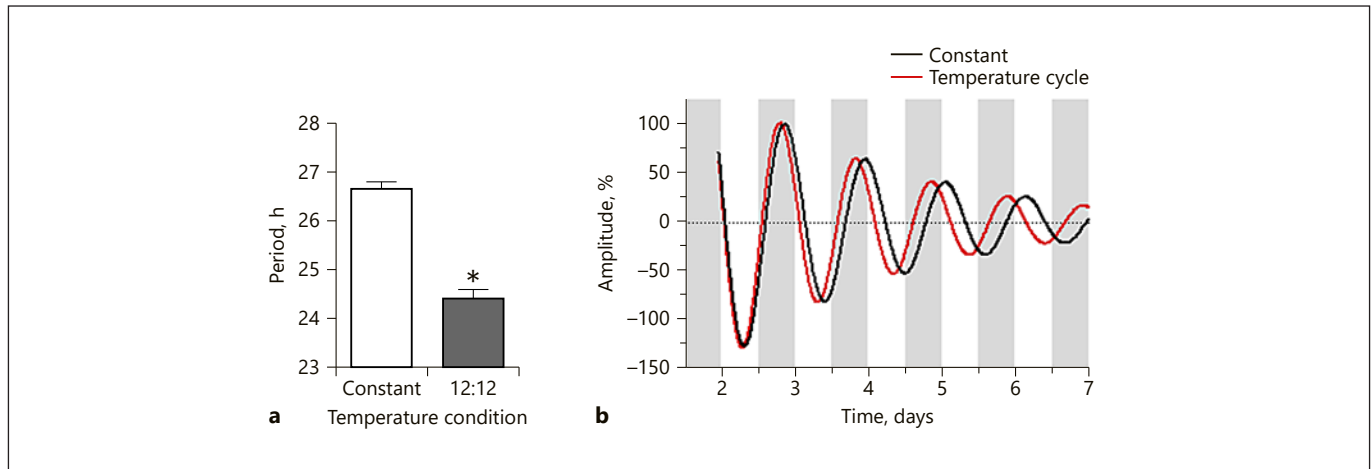 Constant
Temperature cycle
28
27
26
25
24
23
Period, h
*
Constant 12:12
a Temperature condition
100
50
0
–50
–100
–150
Amplitude, %
2 3 4 5 6 7
b Time, days